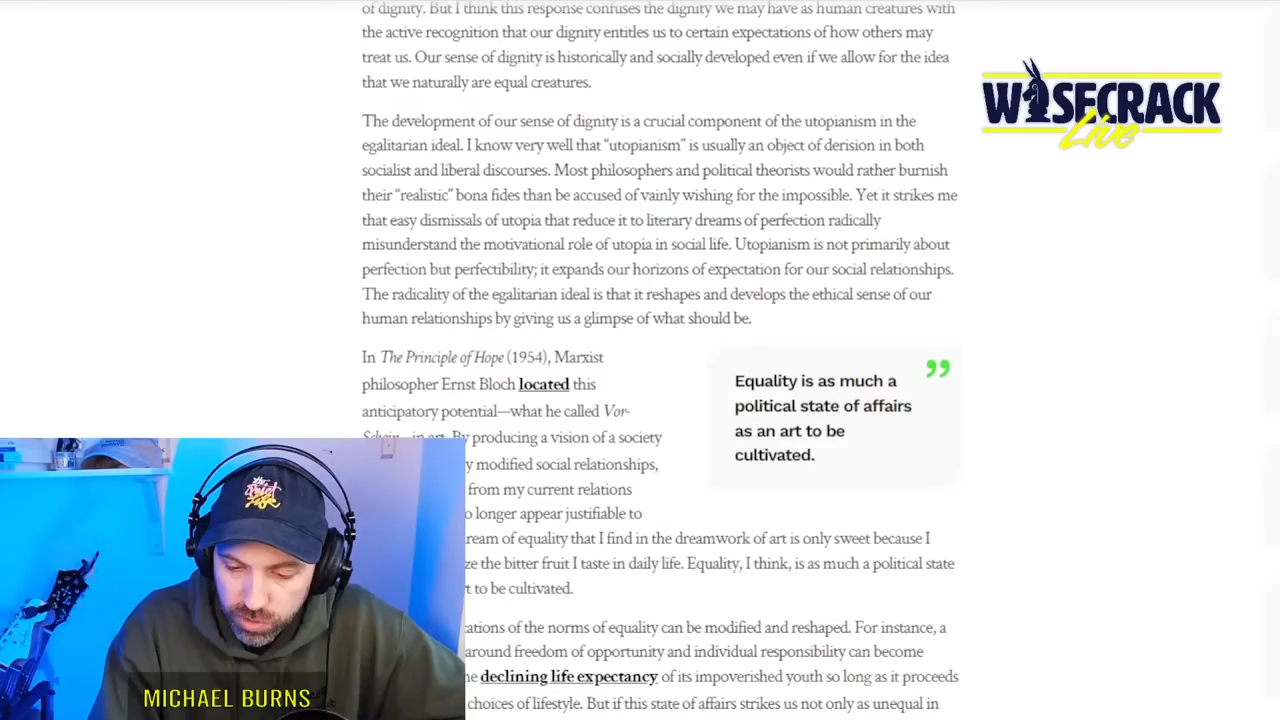 of dignity. But I think this response confuses the dignity we may have as human creatures with
the active recognition that our dignity entitles us to certain expectations of how others may
treat us. Our sense of dignity is historically and socially developed even if we allow for the idea
that we naturally are equal creatures.
The development of our sense of dignity is a crucial component of the utopianism in the
egalitarian ideal. I know very well that “utopianism” is usually an object of derision in both
socialist and liberal discourses. Most philosophers and political theorists would rather burnish
their “realistic” bona fides than be accused of vainly wishing for the impossible. Yet it strikes me
that easy dismissals of utopia that reduce it to literary dreams of perfection radically
misunderstand the motivational role of utopia in social life. Utopianism is not primarily about
perfection but perfectibility; it expands our horizons of expectation for our social relationships.
The radicality of the egalitarian ideal is that it reshapes and develops the ethical sense of our
human relationships by giving us a glimpse of what should be.
In The Principle of Hope (1954), Marxist
philosopher Ernst Bloch located this
anticipatory potential—what he called Vor-
Schein—in art. By producing a vision of a society
y modified social relationships,
from my current relations
o longer appear justifiable to
ream of equality that I find in the dreamwork of art is only sweet because I
ze the bitter fruit I taste in daily life. Equality, I think, is as much a political state
rt to be cultivated.
ations of the norms of equality can be modified and reshaped. For instance, a
around freedom of opportunity and individual responsibility can become
e declining life expectancy of its impoverished youth so long as it proceeds
choices of lifestyle. But if this state of affairs strikes us not only as unequal in
”
Equality is as much a
political state of affairs
as an art to be
cultivated.
WISECRACK
Live
MICHAEL BURNS